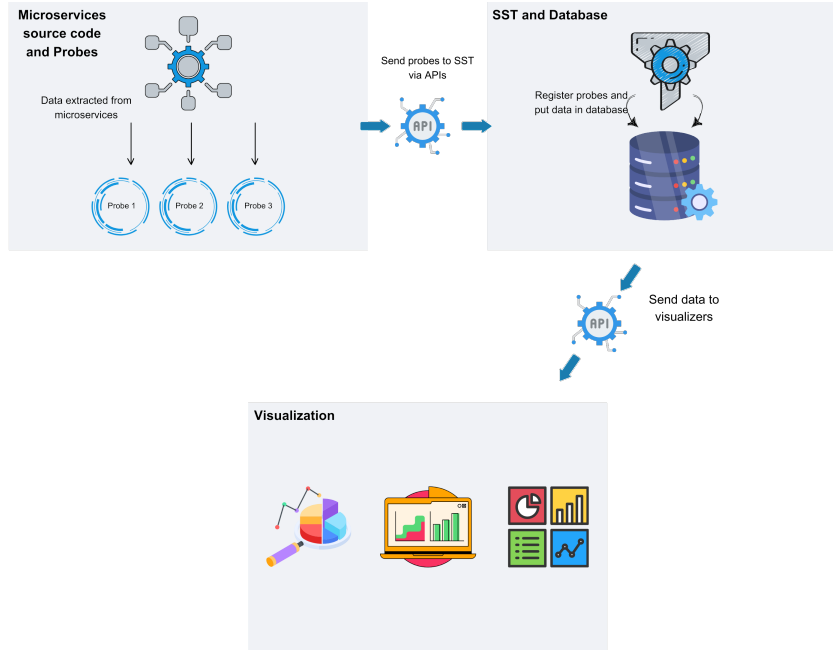 Microservices
source code
and Probes
Data extracted from
microservices
Probe 1
Probe 2
Probe 3
Send probes to SST
via APIs
API
SST and Database
Register probes and
put data in database
API
Send data to
visualizers
Visualization